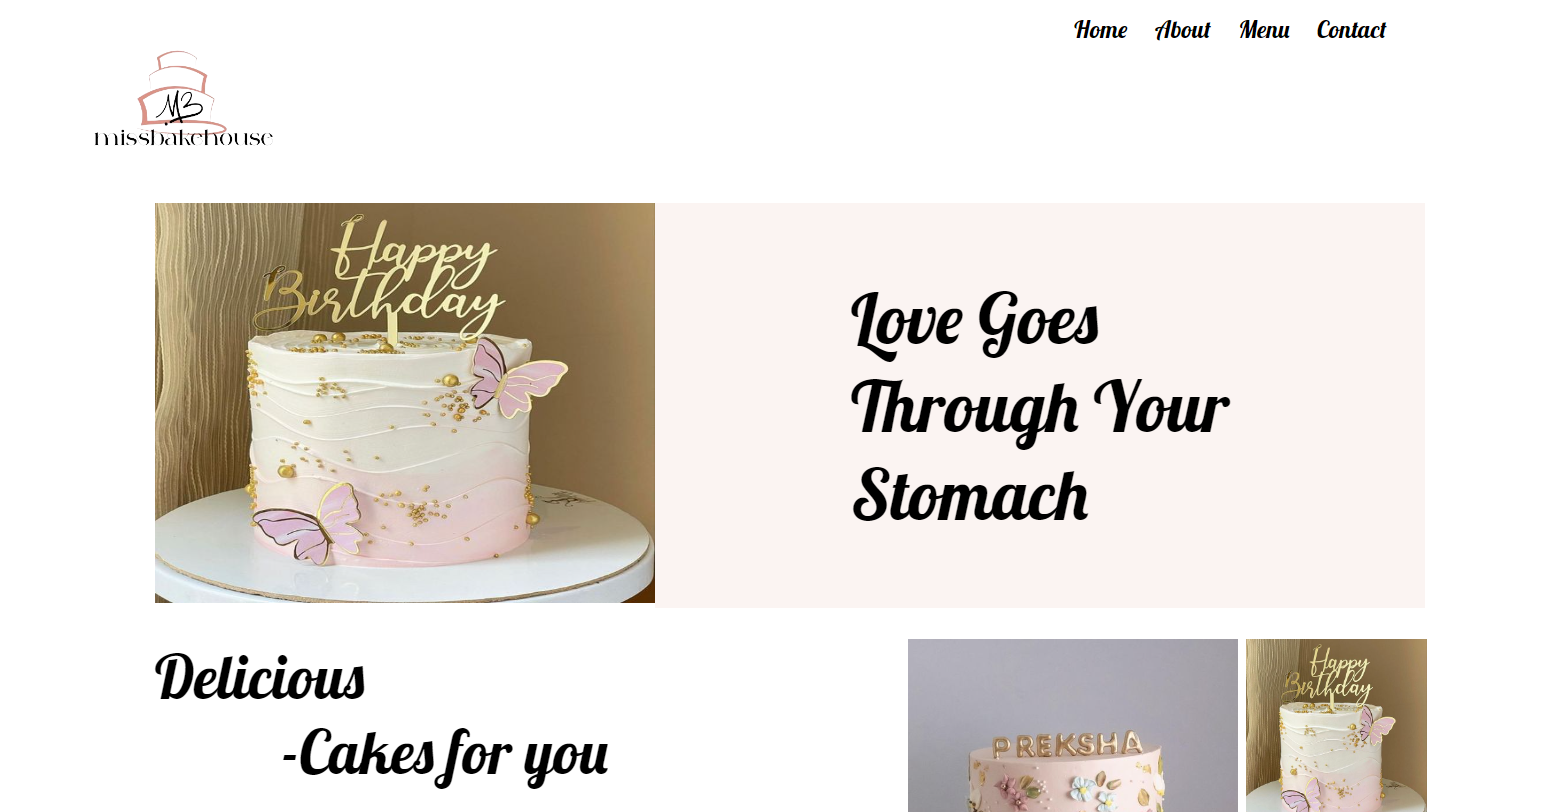 Home About Menu Contact
MB
missbakehouse
Happy
Birthday
Love Goes
Through Your
Stomach
Delicious
-Cakes for you
PREKSHA
Happy
Birthday